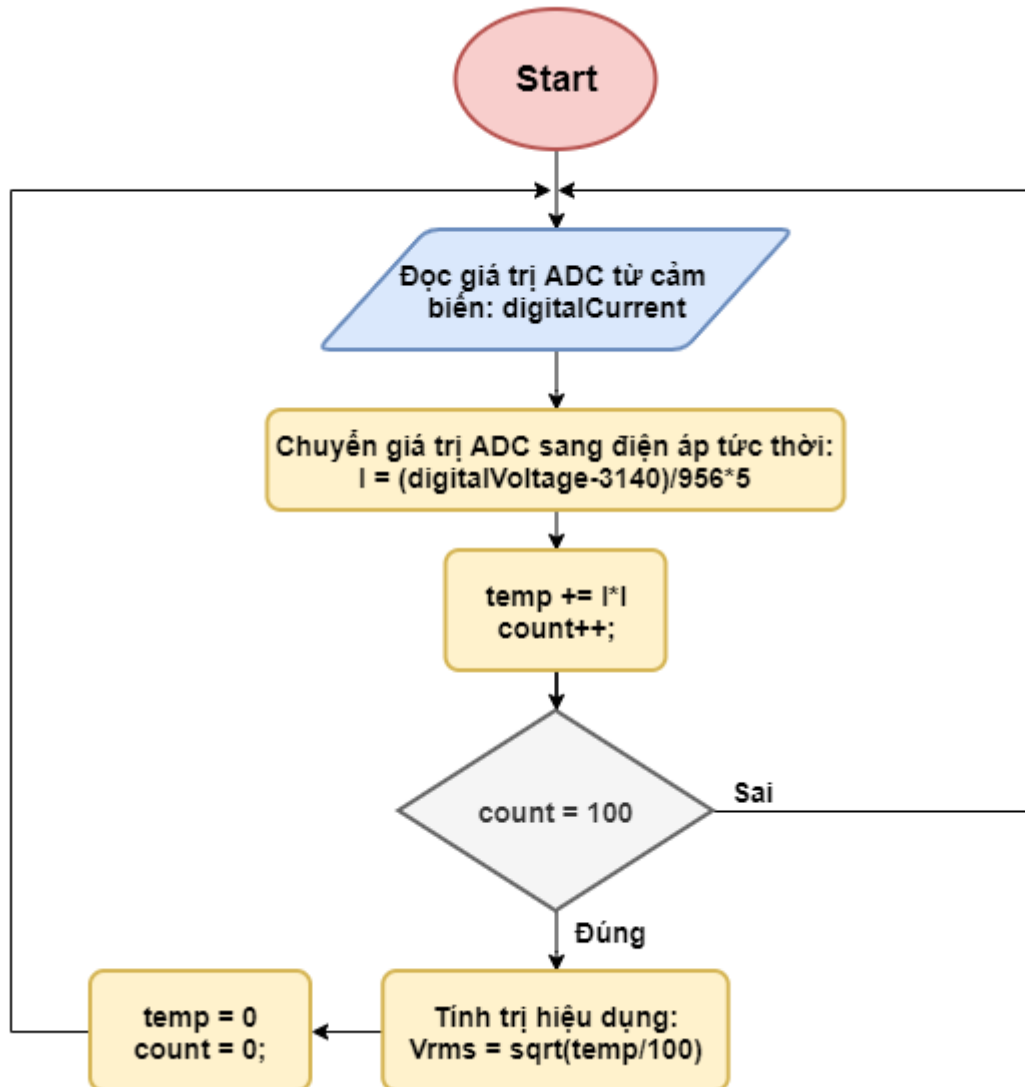 Start
Đọc giá trị ADC từ cảm
biến: digitalCurrent
Chuyển giá trị ADC sang điện áp tức thời:
I = (digitalVoltage-3140)/956*5
temp += I*I
count++;
count = 100
Sai
Đúng
Tính trị hiệu dụng:
Vrms = sqrt(temp/100)
temp = 0
count = 0;